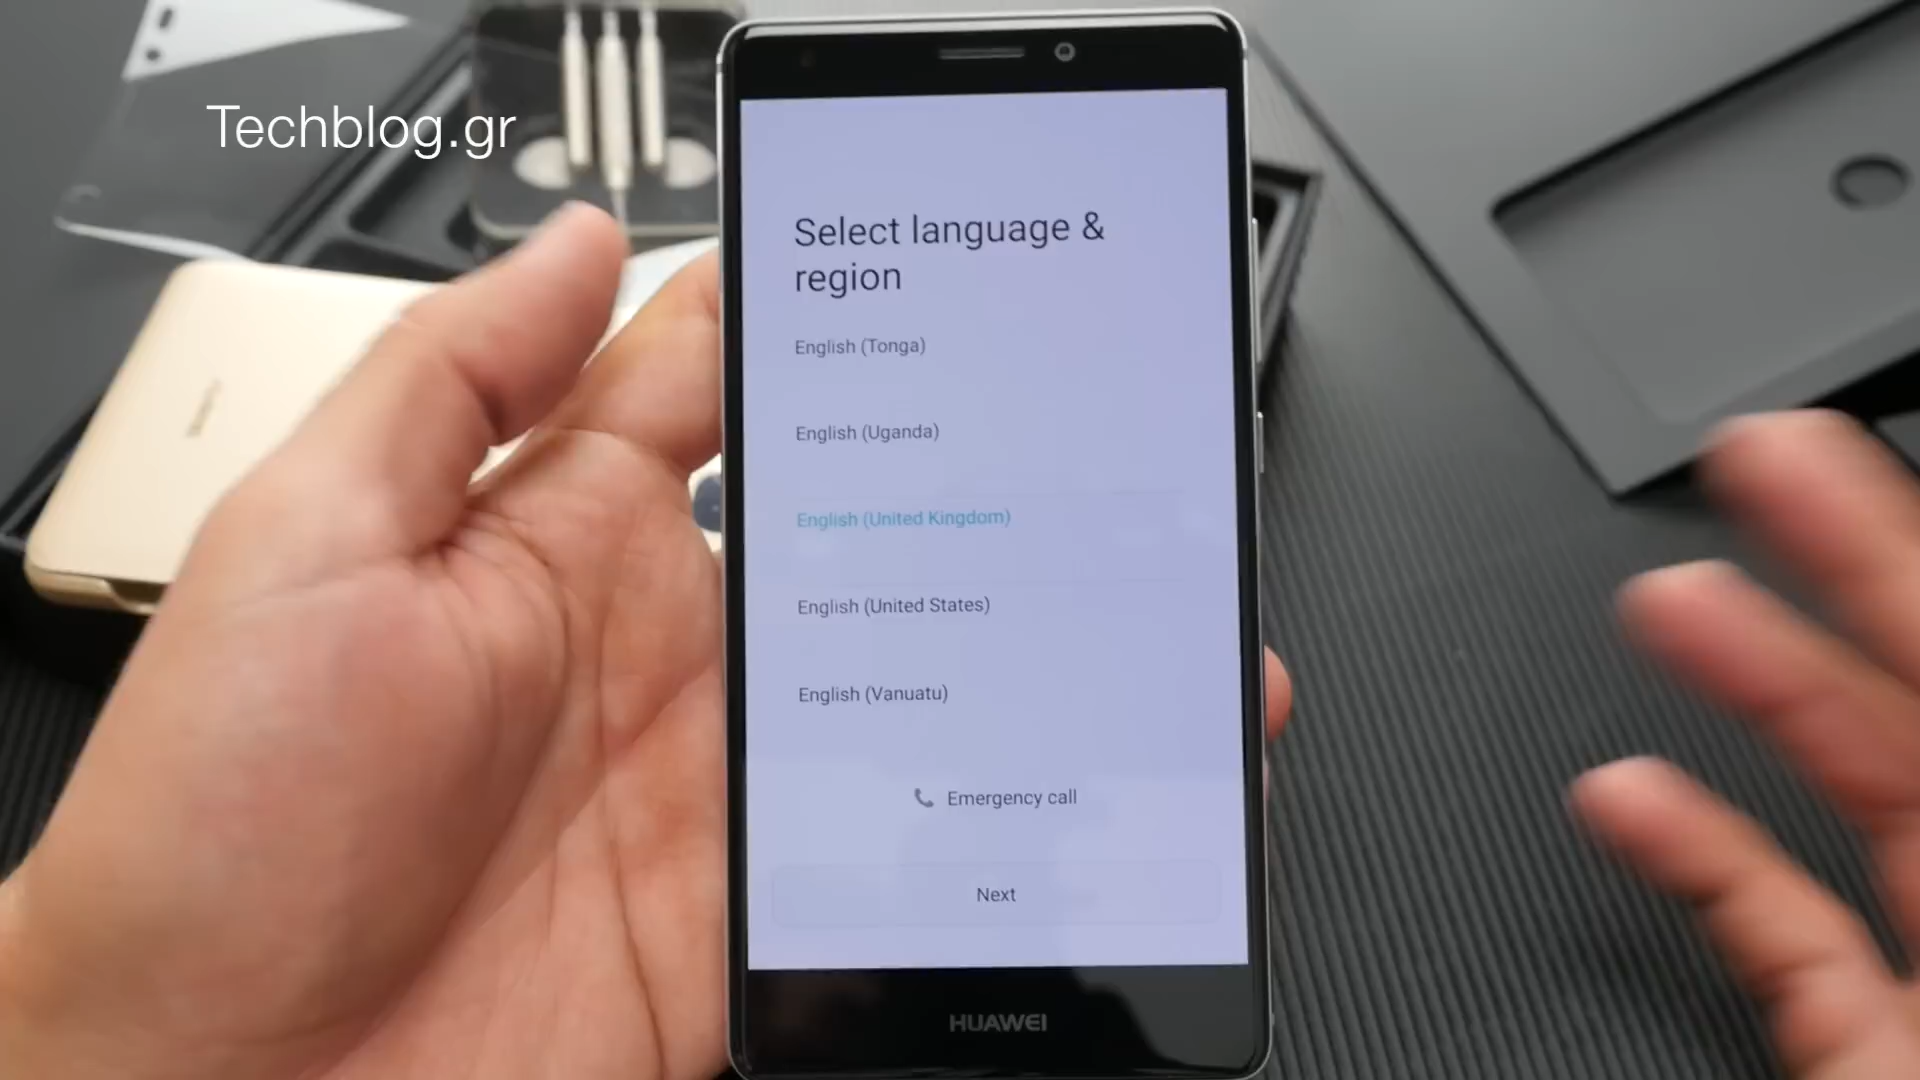 Techblog.gr
Select language &
region
English (Tonga)
English (Uganda)
English (United Kingdom)
English (United States)
English (Vanuatu)
Emergency call
Next
HUAWEI